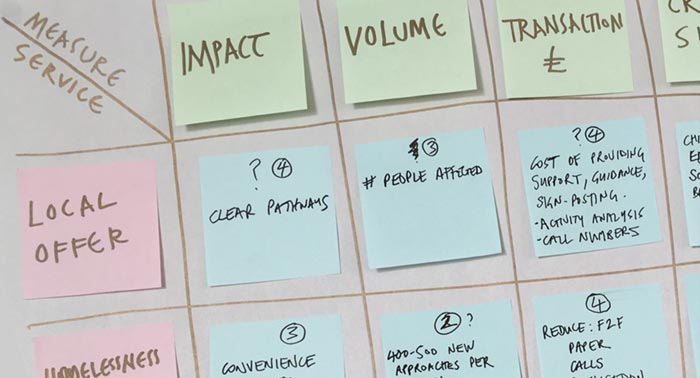 MEASURE
SERVICE
IMPACT
VOLUME
TRANSACTION
£
LOCAL
OFFER
? ④
CLEAR PATHWAYS
③
# PEOPLE AFFECTED
? ④
COST OF PROVIDING
SUPPORT, GUIDANCE,
SIGN-POSTING.
- ACTIVITY ANALYSIS
- CALL NUMBERS
HOMELESSNESS
③
CONVENIENCE
② ?
400-500 NEW
APPROACHES PER
④
REDUCE: F2F
PAPER
CALLS